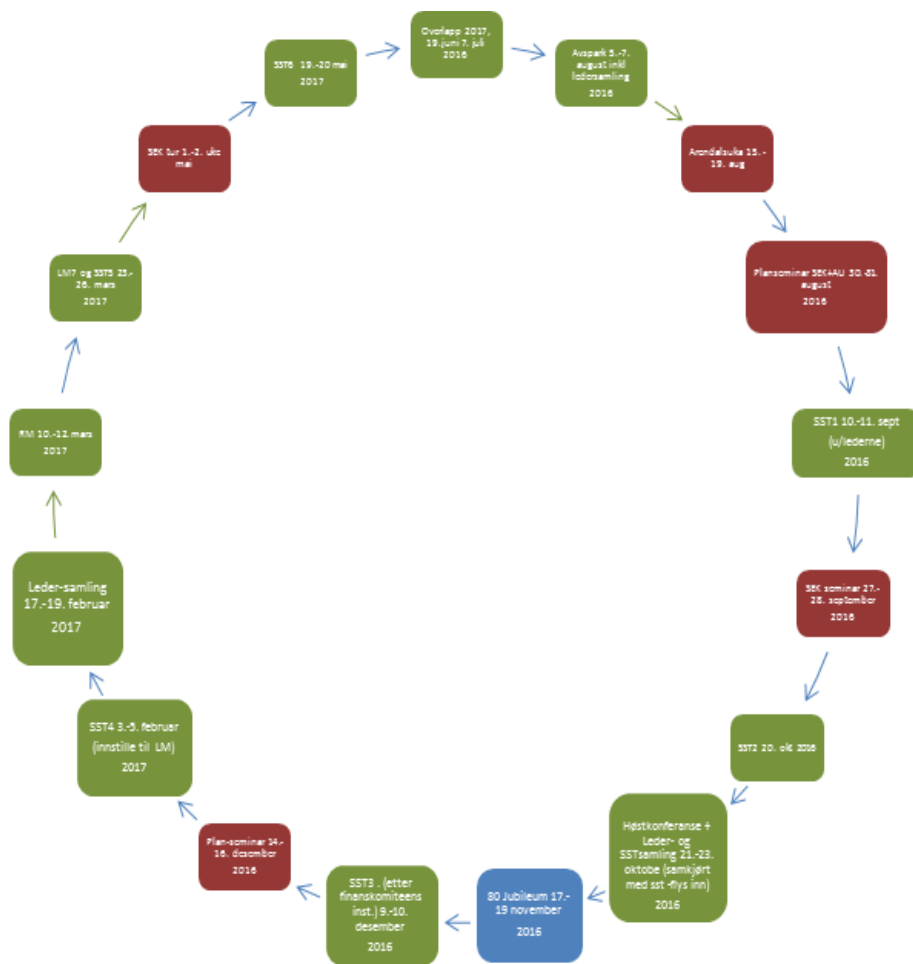 Overlapp 2017,
19.juni 7. juli
2016
Avspark 5.-7.
august inkl
ledersamling
2016
Arendalsuka 15. -
19. aug
Plansominar SEK+AU 30.-31.
august
2016
SST1 10.-11. sept
(u/lederne)
2016
SEK seminar 27.-
28. september
2016
SST2 20. okt 2016
Høstkonferanse +
Leder- og
SSTsamling 21.-23.
oktobe (samkjørt
med sst -flys inn)
2016
80 Jubileum 17.-
19 november
2016
SST3 . (etter
finanskomiteens
inst.) 9.-10.
desember
2016
Plan-seminar 14.-
16. desember
2016
SST4 3.-5. februar
(innstille til LM)
2017
Leder-samling
17.-19. februar
2017
RM 10.-12. mars
2017
LM7 og SST5 23.-
26. mars
2017
SEK tur 1.-2. uke
mai
SST6 19.-20 mai
2017